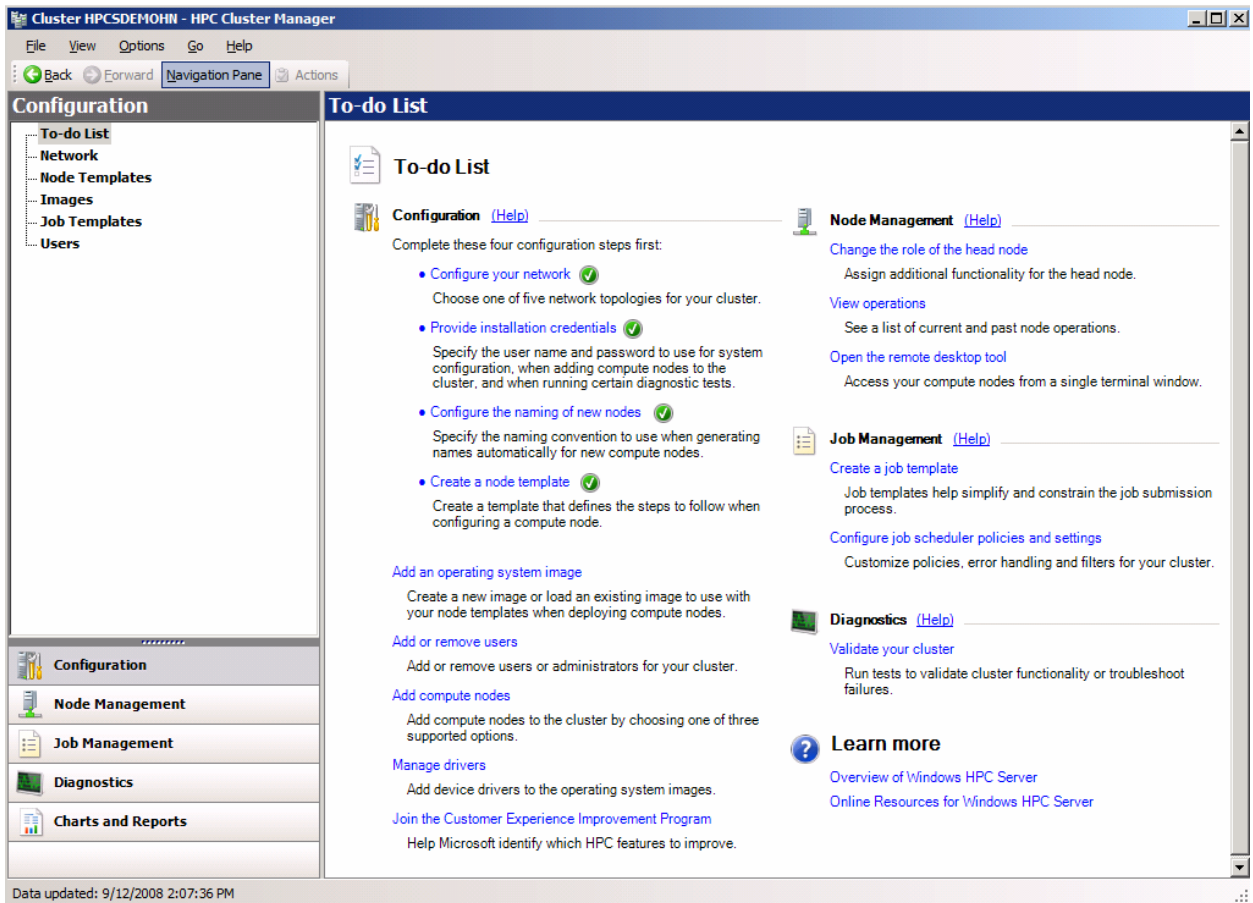 Cluster HPCSDEMOHN - HPC Cluster Manager
File View Options Go Help
Back Forward Navigation Pane Actions
Configuration
To-do List
Network
Node Templates
Images
Job Templates
Users
Configuration
Node Management
Job Management
Diagnostics
Charts and Reports
To-do List
To-do List
Configuration (Help)
Complete these four configuration steps first:
• Configure your network
Choose one of five network topologies for your cluster.
• Provide installation credentials
Specify the user name and password to use for system
configuration, when adding compute nodes to the
cluster, and when running certain diagnostic tests.
• Configure the naming of new nodes
Specify the naming convention to use when generating
names automatically for new compute nodes.
• Create a node template
Create a template that defines the steps to follow when
configuring a compute node.
Add an operating system image
Create a new image or load an existing image to use with
your node templates when deploying compute nodes.
Add or remove users
Add or remove users or administrators for your cluster.
Add compute nodes
Add compute nodes to the cluster by choosing one of three
supported options.
Manage drivers
Add device drivers to the operating system images.
Join the Customer Experience Improvement Program
Help Microsoft identify which HPC features to improve.
Node Management (Help)
Change the role of the head node
Assign additional functionality for the head node.
View operations
See a list of current and past node operations.
Open the remote desktop tool
Access your compute nodes from a single terminal window.
Job Management (Help)
Create a job template
Job templates help simplify and constrain the job submission
process.
Configure job scheduler policies and settings
Customize policies, error handling and filters for your cluster.
Diagnostics (Help)
Validate your cluster
Run tests to validate cluster functionality or troubleshoot
failures.
Learn more
Overview of Windows HPC Server
Online Resources for Windows HPC Server
Data updated: 9/12/2008 2:07:36 PM